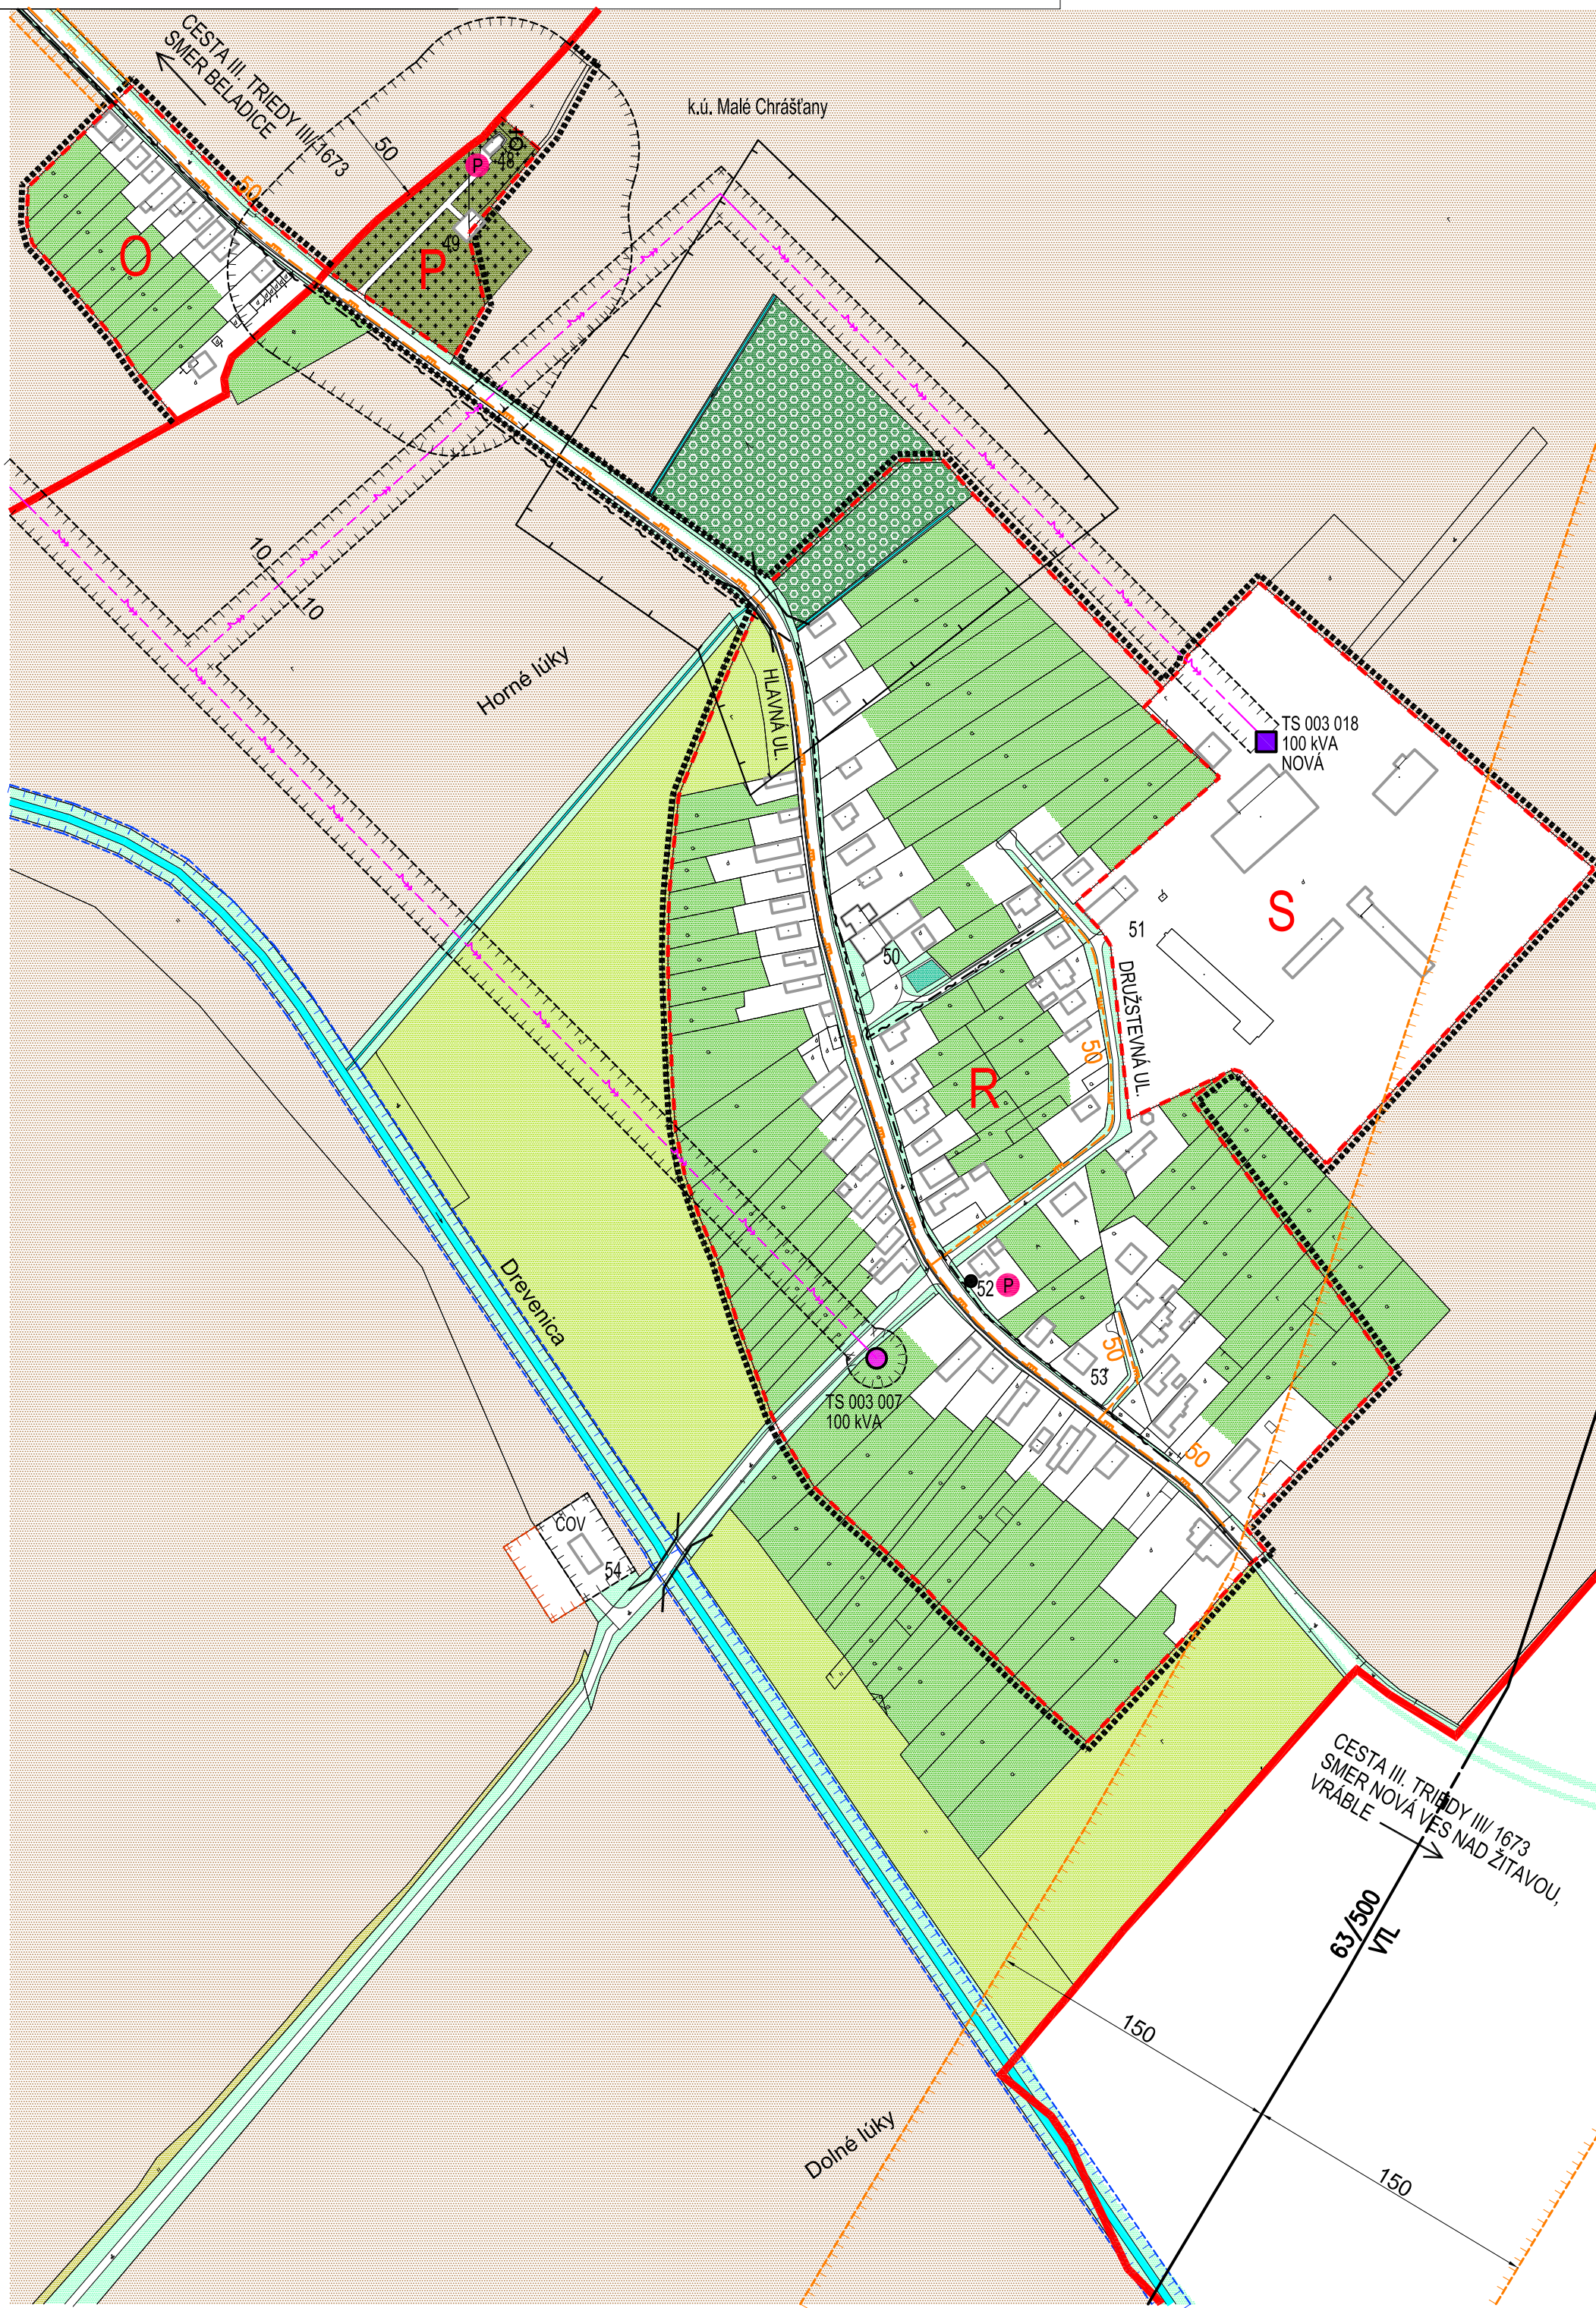 CESTA III. TRIEDY III/ 1673
SMER BELADICE
50
50
k.ú. Malé Chrášťany
P
48
49
O
P
10
10
Horné lúky
HLAVNÁ UL.
TS 003 018
100 kVA
NOVÁ
S
51
50
DRUŽSTEVNÁ UL.
50
R
Drevenica
52
P
50
53
TS 003 007
100 kVA
50
ČOV
54
CESTA III. TRIEDY III/ 1673
SMER NOVÁ VES NAD ŽITAVOU,
VRÁBLE
63/500
VTL
150
150
Dolné lúky